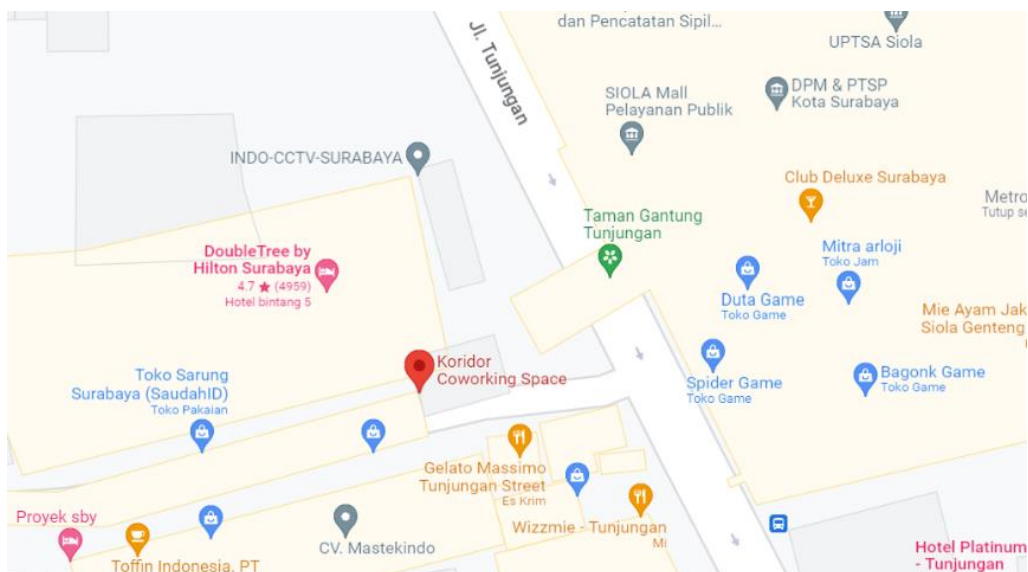 dan Pencatatan Sipil...
UPTSA Siola
Jl. Tunjungan
SIOLA Mall
Pelayanan Publik
DPM & PTSP
Kota Surabaya
INDO-CCTV-SURABAYA
Club Deluxe Surabaya
Metro
Tutup se
Taman Gantung
Tunjungan
DoubleTree by
Hilton Surabaya
4.7 ★ (4959)
Hotel bintang 5
Mitra arloji
Toko Jam
Duta Game
Toko Game
Mie Ayam Jak
Siola Genteng
Koridor
Coworking Space
Toko Sarung
Surabaya (SaudahID)
Toko Pakaian
Spider Game
Toko Game
Bagonk Game
Toko Game
Gelato Massimo
Tunjungan Street
Es Krim
Proyek sby
CV. Mastekindo
Wizzmie - Tunjungan
Mi
Toffin Indonesia, PT
Hotel Platinum
- Tunjungan